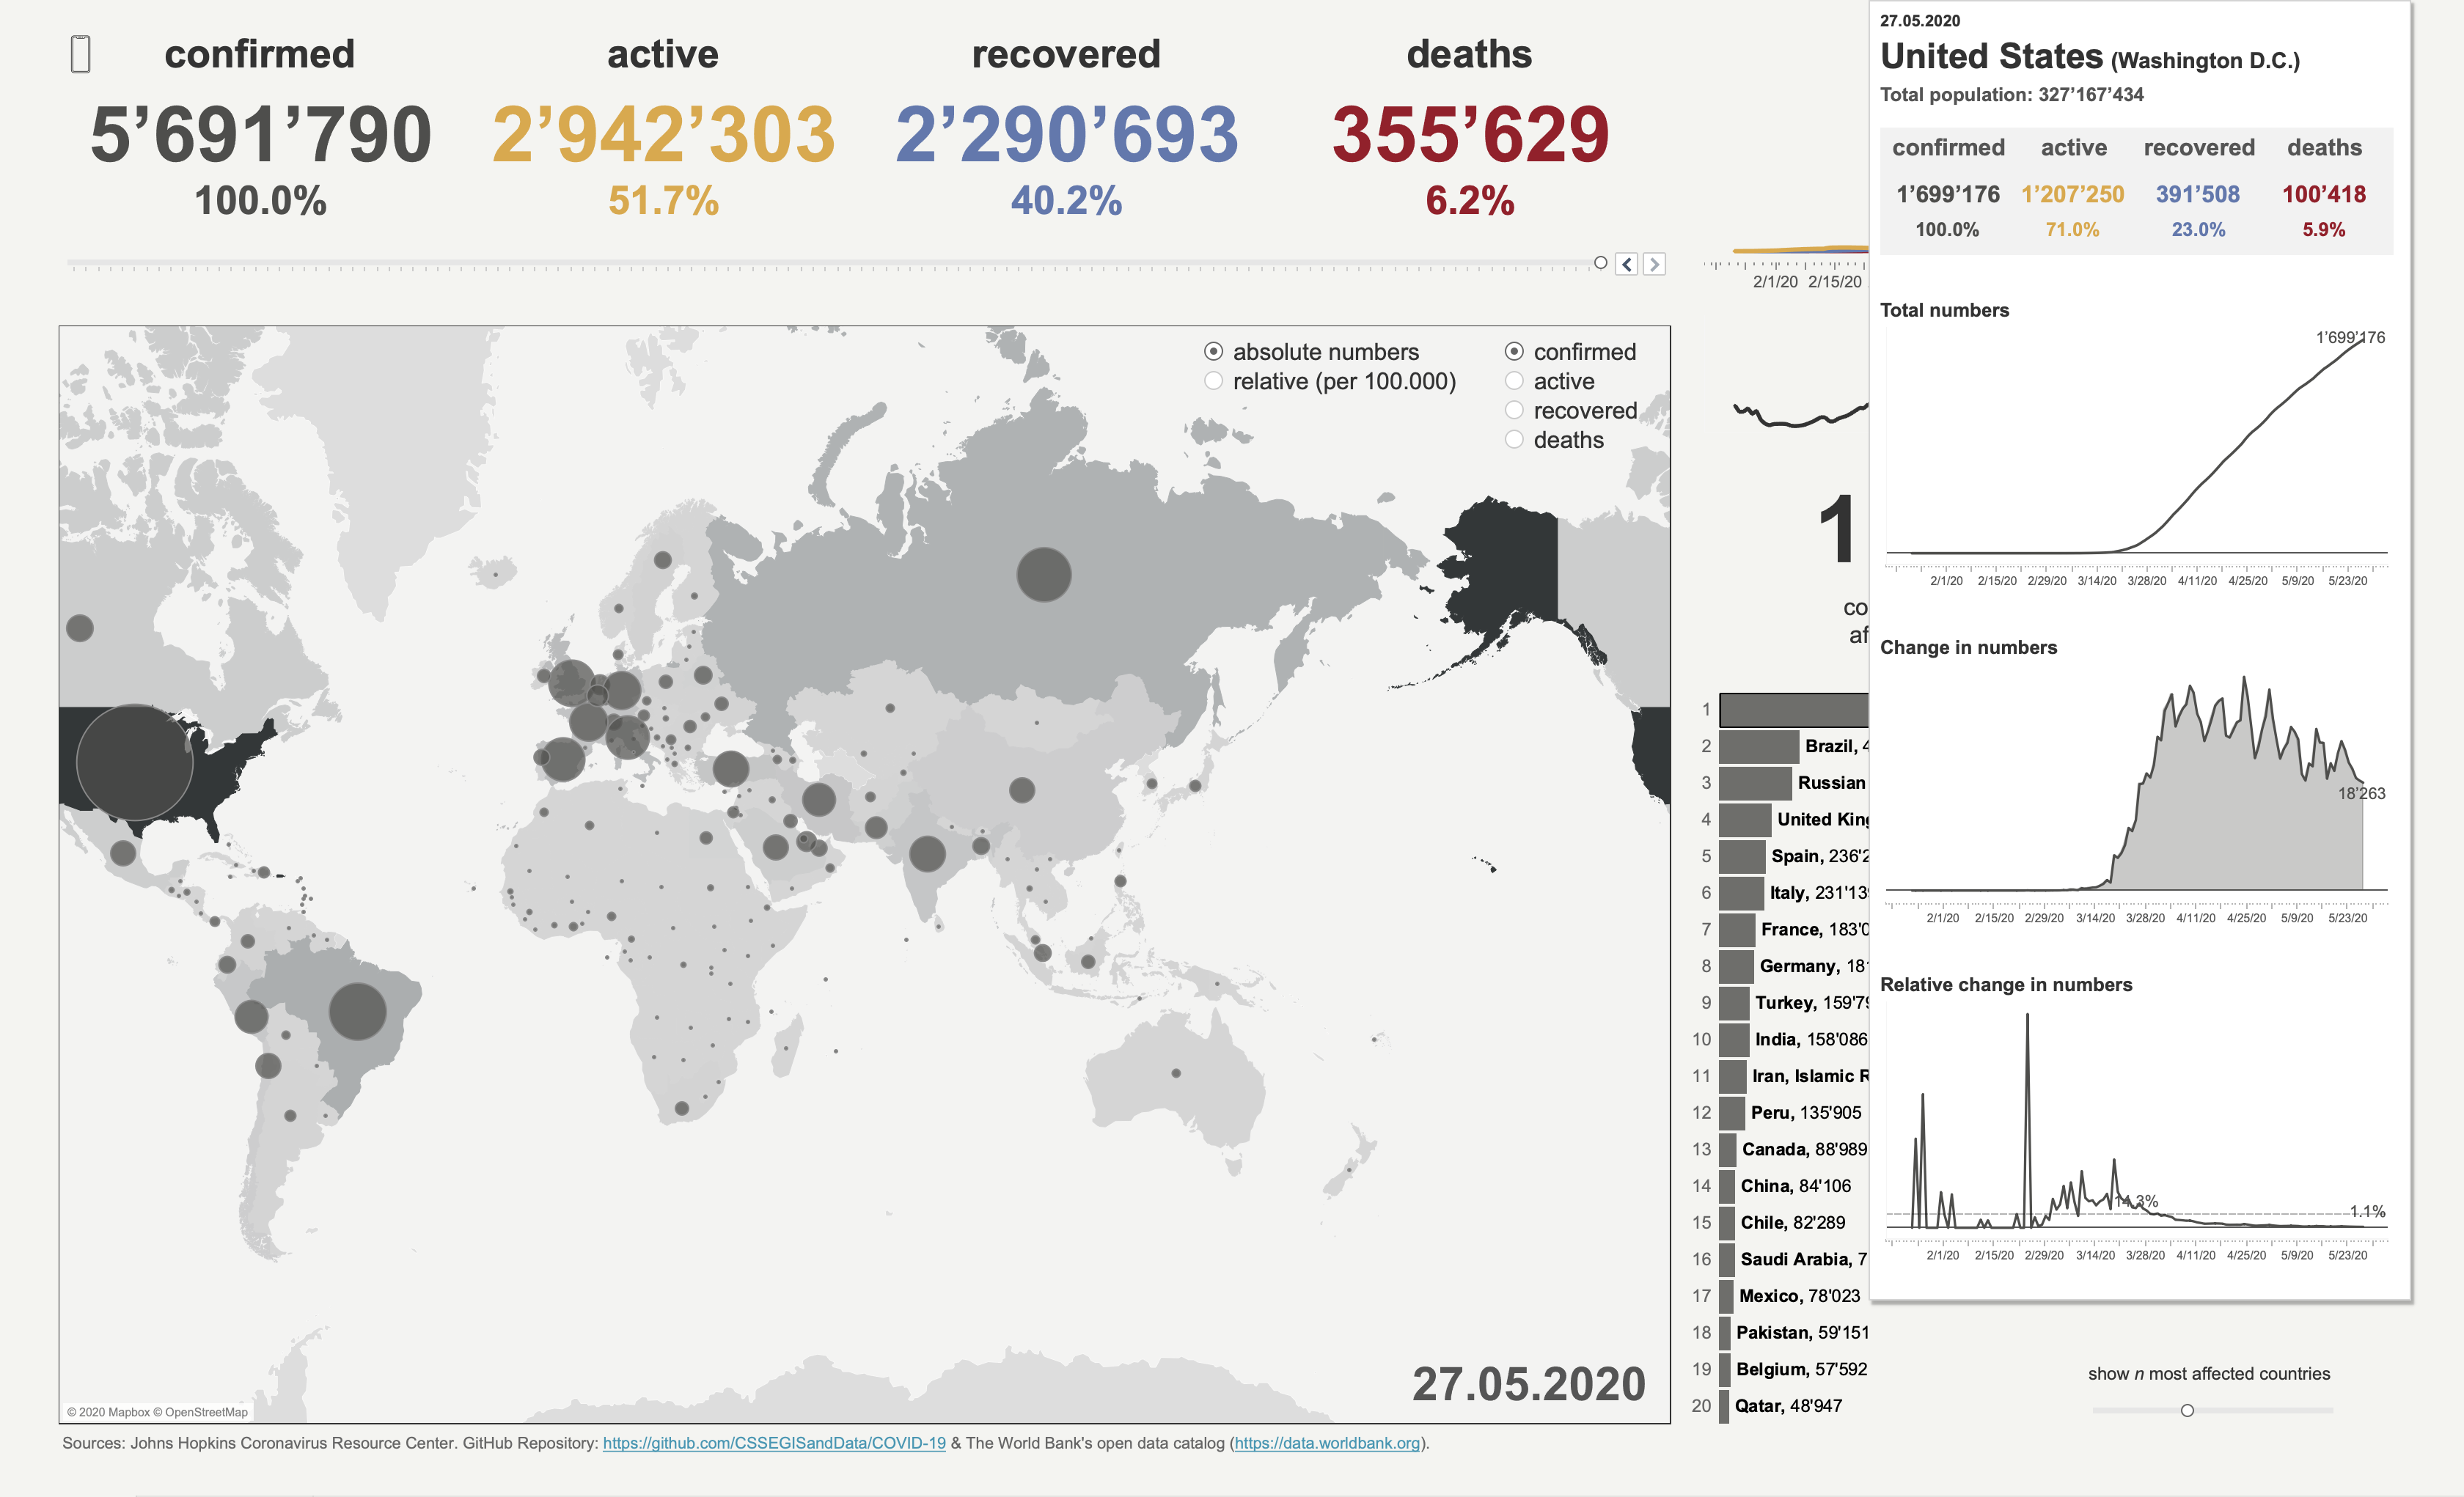 confirmed active recovered deaths
5’691’790 2’942’303 2’290’693 355’629
100.0% 51.7% 40.2% 6.2%
2/1/20 2/15/20
absolute numbers
relative (per 100.000)
confirmed
active
recovered
deaths
27.05.2020
© 2020 Mapbox © OpenStreetMap
Sources: Johns Hopkins Coronavirus Resource Center. GitHub Repository: https://github.com/CSSEGISandData/COVID-19 & The World Bank's open data catalog (https://data.worldbank.org).
1
co
af
1
2 Brazil, 4
3 Russian
4 United King
5 Spain, 236'2
6 Italy, 231'13
7 France, 183'0
8 Germany, 18
9 Turkey, 159'79
10 India, 158'086
11 Iran, Islamic R
12 Peru, 135'905
13 Canada, 88'989
14 China, 84'106
15 Chile, 82'289
16 Saudi Arabia, 7
17 Mexico, 78'023
18 Pakistan, 59'151
19 Belgium, 57'592
20 Qatar, 48'947
27.05.2020
United States (Washington D.C.)
Total population: 327’167’434
confirmed active recovered deaths
1’699’176 1’207’250 391’508 100’418
100.0% 71.0% 23.0% 5.9%
Total numbers
1’699’176
2/1/20 2/15/20 2/29/20 3/14/20 3/28/20 4/11/20 4/25/20 5/9/20 5/23/20
Change in numbers
18’263
2/1/20 2/15/20 2/29/20 3/14/20 3/28/20 4/11/20 4/25/20 5/9/20 5/23/20
Relative change in numbers
14.3%
1.1%
2/1/20 2/15/20 2/29/20 3/14/20 3/28/20 4/11/20 4/25/20 5/9/20 5/23/20
show n most affected countries